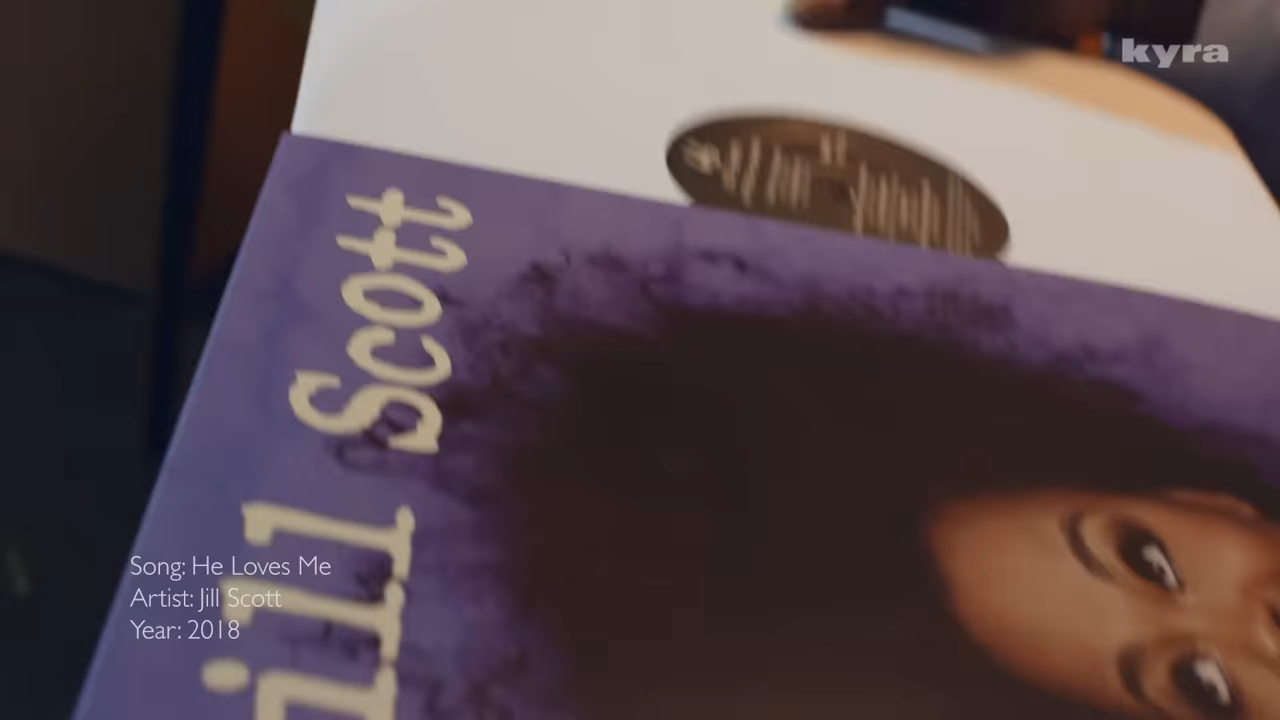 kyra
Jill Scott
Song: He Loves Me
Artist: Jill Scott
Year: 2018